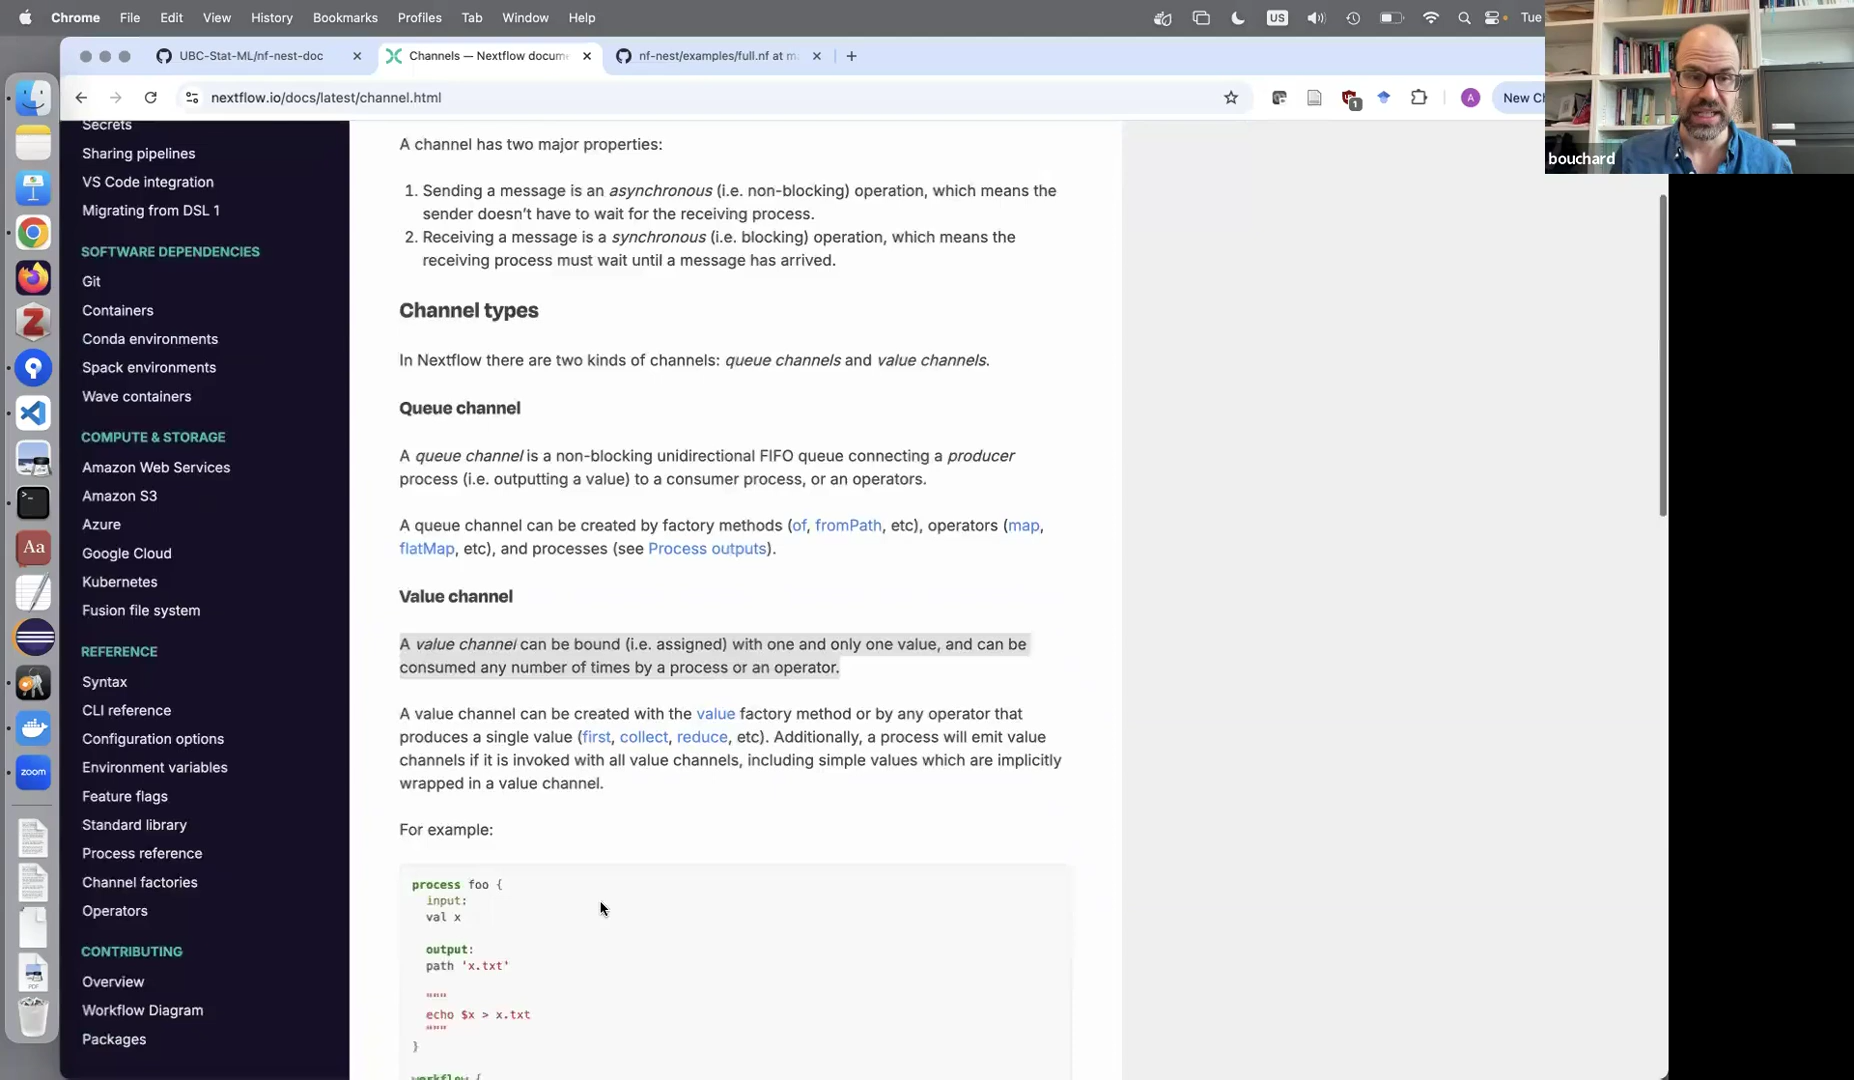 Chrome File Edit View History Bookmarks Profiles Tab Window Help
US
Tue
UBC-Stat-ML/nf-nest-doc
Channels — Nextflow docume
nf-nest/examples/full.nf at m
nextflow.io/docs/latest/channel.html
1
A
New Ch
bouchard
Secrets
Sharing pipelines
VS Code integration
Migrating from DSL 1
SOFTWARE DEPENDENCIES
Git
Containers
Conda environments
Spack environments
Wave containers
COMPUTE & STORAGE
Amazon Web Services
Amazon S3
Azure
Google Cloud
Kubernetes
Fusion file system
REFERENCE
Syntax
CLI reference
Configuration options
Environment variables
Feature flags
Standard library
Process reference
Channel factories
Operators
CONTRIBUTING
Overview
Workflow Diagram
Packages
A channel has two major properties:
1. Sending a message is an asynchronous (i.e. non-blocking) operation, which means the
sender doesn't have to wait for the receiving process.
2. Receiving a message is a synchronous (i.e. blocking) operation, which means the
receiving process must wait until a message has arrived.
Channel types
In Nextflow there are two kinds of channels: queue channels and value channels.
Queue channel
A queue channel is a non-blocking unidirectional FIFO queue connecting a producer
process (i.e. outputting a value) to a consumer process, or an operators.
A queue channel can be created by factory methods (of, fromPath, etc), operators (map,
flatMap, etc), and processes (see Process outputs).
Value channel
A value channel can be bound (i.e. assigned) with one and only one value, and can be
consumed any number of times by a process or an operator.
A value channel can be created with the value factory method or by any operator that
produces a single value (first, collect, reduce, etc). Additionally, a process will emit value
channels if it is invoked with all value channels, including simple values which are implicitly
wrapped in a value channel.
For example:
process foo {
input:
val x
output:
path 'x.txt'
"""
echo $x > x.txt
"""
}
workflow {
Z
>_
Aa
zoom
PDF